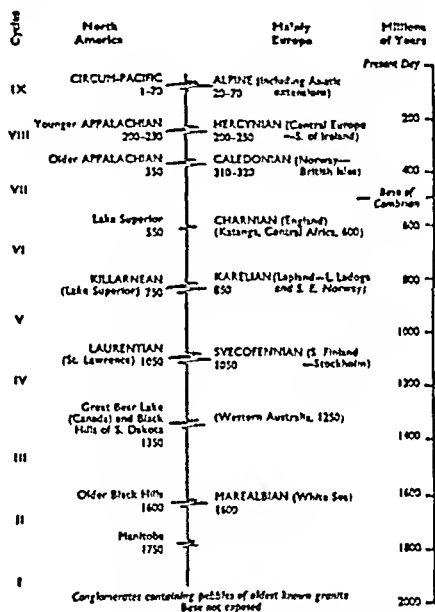 Cycles
North America
Mainly Europe
Millions of Years
Present Day
IX
CIRCUM-PACIFIC
1-70
ALPINE (Including Asiatic
20-70 extensions)
200
VIII
Younger APPALACHIAN
200-230
HERCYNIAN (Central Europe
200-250 —S. of Ireland)
Older APPALACHIAN
350
CALEDONIAN (Norway—
310-320 British Isles)
400
VII
Base of
Cambrian
Lake Superior
550
CHARNIAN (England)
(Katanga, Central Africa, 600)
600
VI
KILLARNEAN
(Lake Superior) 750
KARELIAN (Lapland—L. Ladoga
850 and S. E. Norway)
800
V
1000
LAURENTIAN
(St. Lawrence) 1050
SVECOFENNIAN (S. Finland
1050 —Stockholm)
IV
1200
Great Bear Lake
(Canada) and Black
Hills of S. Dakota
1350
(Western Australia, 1250)
1400
III
Older Black Hills
1600
MAREALBIAN (White Sea)
1600
1600
II
Manitoba
1750
1800
I
Conglomerates containing pebbles of oldest known granite
Base not exposed
2000